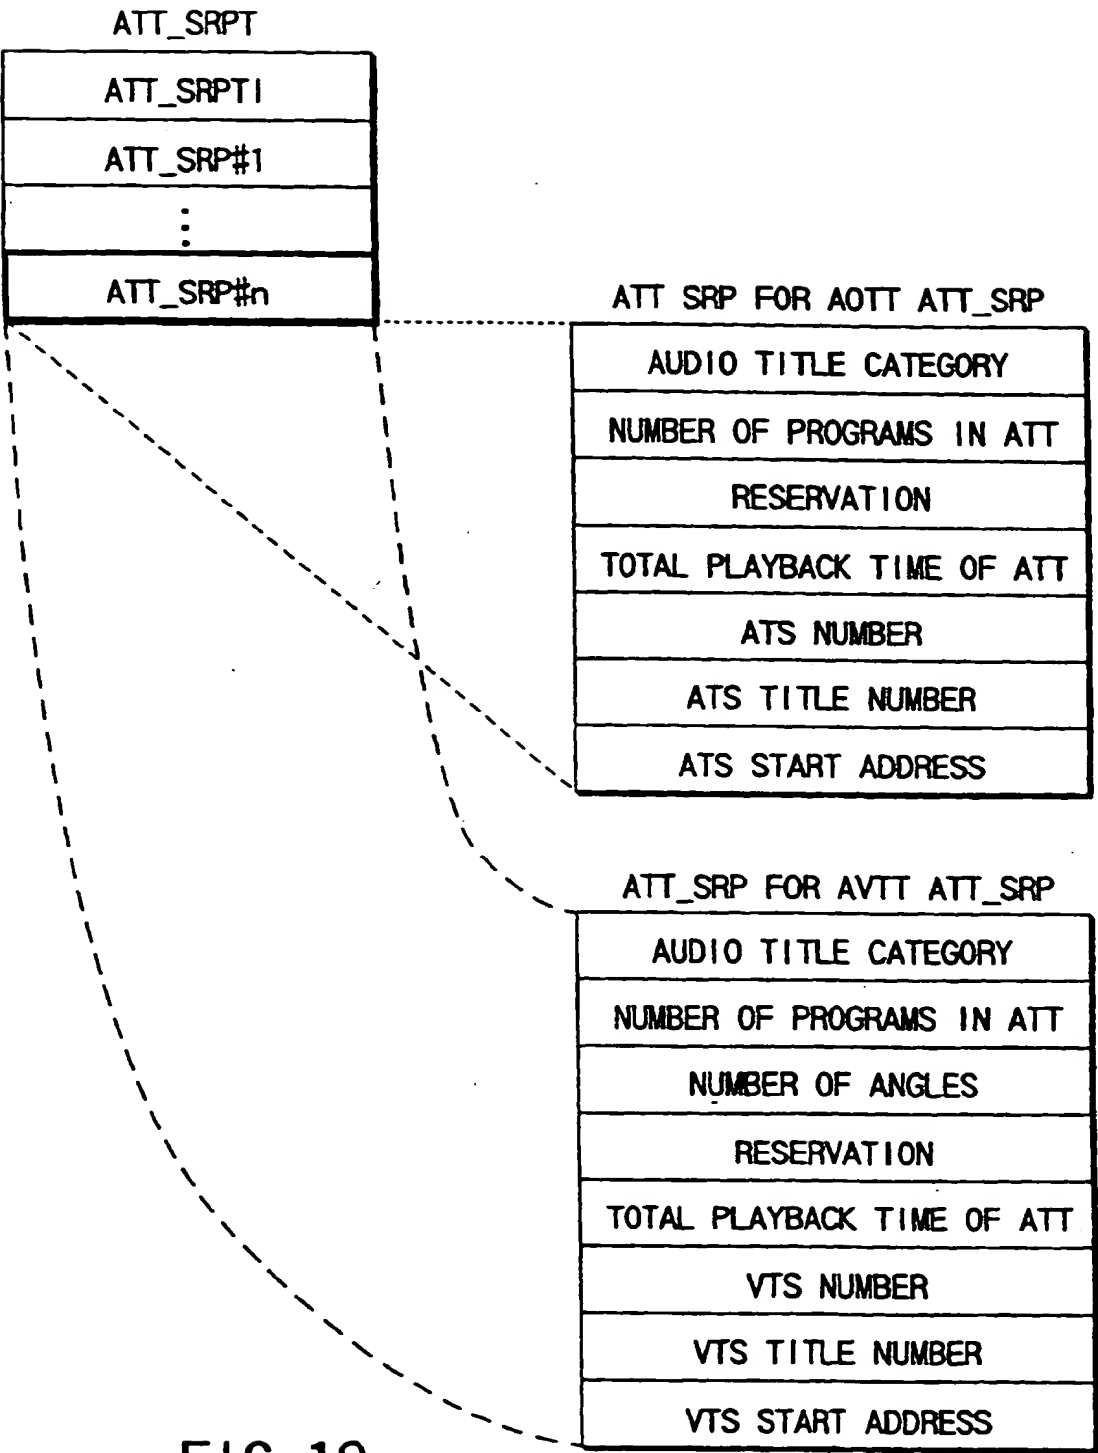 ATT_SRPT
ATT_SRPTI
ATT_SRP#1
⋮
ATT_SRP#n
ATT SRP FOR AOTT ATT_SRP
AUDIO TITLE CATEGORY
NUMBER OF PROGRAMS IN ATT
RESERVATION
TOTAL PLAYBACK TIME OF ATT
ATS NUMBER
ATS TITLE NUMBER
ATS START ADDRESS
ATT_SRP FOR AVTT ATT_SRP
AUDIO TITLE CATEGORY
NUMBER OF PROGRAMS IN ATT
NUMBER OF ANGLES
RESERVATION
TOTAL PLAYBACK TIME OF ATT
VTS NUMBER
VTS TITLE NUMBER
VTS START ADDRESS